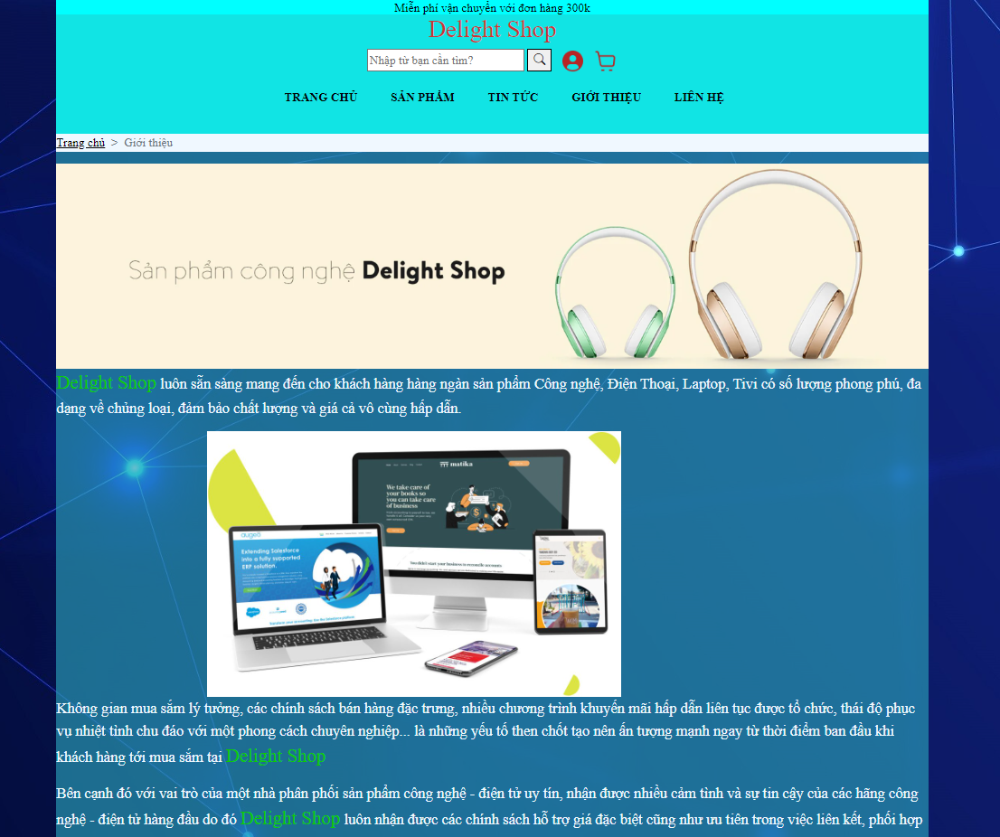 Miễn phí vận chuyển với đơn hàng 300k
Delight Shop
Nhập từ bạn cần tìm?
TRANG CHỦ SẢN PHẨM TIN TỨC GIỚI THIỆU LIÊN HỆ
Trang chủ > Giới thiệu
Sản phẩm công nghệ Delight Shop
Delight Shop luôn sẵn sàng mang đến cho khách hàng hàng ngàn sản phẩm Công nghệ, Điện Thoại, Laptop, Tivi có số lượng phong phú, đa
dạng về chủng loại, đảm bảo chất lượng và giá cả vô cùng hấp dẫn.
matika
We take care of
your books so
you can take care
of business
augeo
Extending Salesforce
into a fully supported
ERP solution.
Không gian mua sắm lý tưởng, các chính sách bán hàng đặc trưng, nhiều chương trình khuyến mãi hấp dẫn liên tục được tổ chức, thái độ phục
vụ nhiệt tình chu đáo với một phong cách chuyên nghiệp... là những yếu tố then chốt tạo nên ấn tượng mạnh ngay từ thời điểm ban đầu khi
khách hàng tới mua sắm tại Delight Shop
Bên cạnh đó với vai trò của một nhà phân phối sản phẩm công nghệ - điện tử uy tín, nhận được nhiều cảm tình và sự tin cậy của các hãng công
nghệ - điện tử hàng đầu do đó Delight Shop luôn nhận được các chính sách hỗ trợ giá đặc biệt cũng như ưu tiên trong việc liên kết, phối hợp